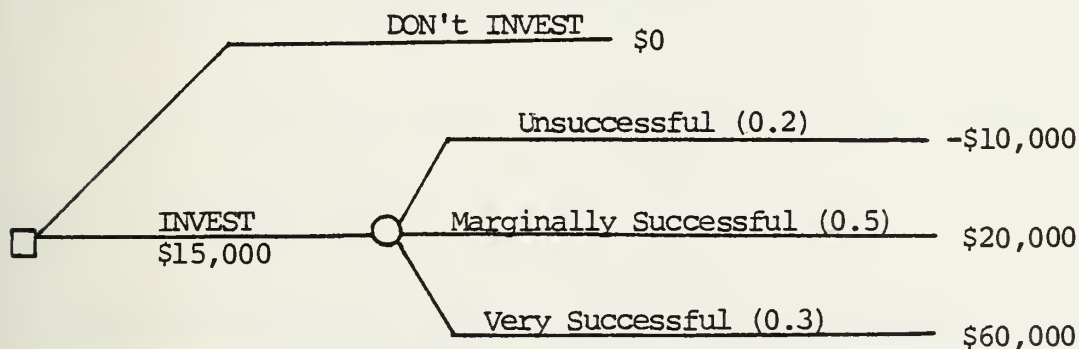 DON't INVEST $0
Unsuccessful (0.2) -$10,000
INVEST Marginally Successful (0.5) $20,000
$15,000
Very Successful (0.3) $60,000